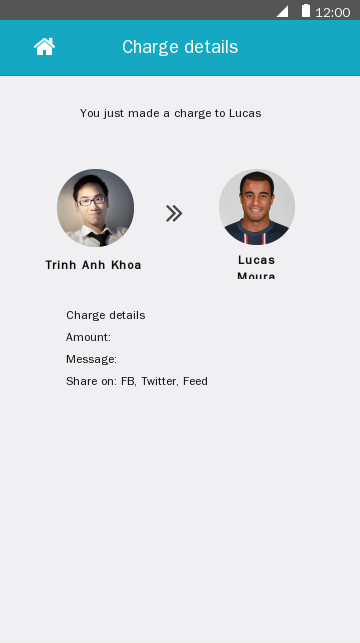 12:00
Charge details
You just made a charge to Lucas
Trinh Anh Khoa
Lucas
Moura
Charge details
Amount:
Message:
Share on: FB, Twitter, Feed